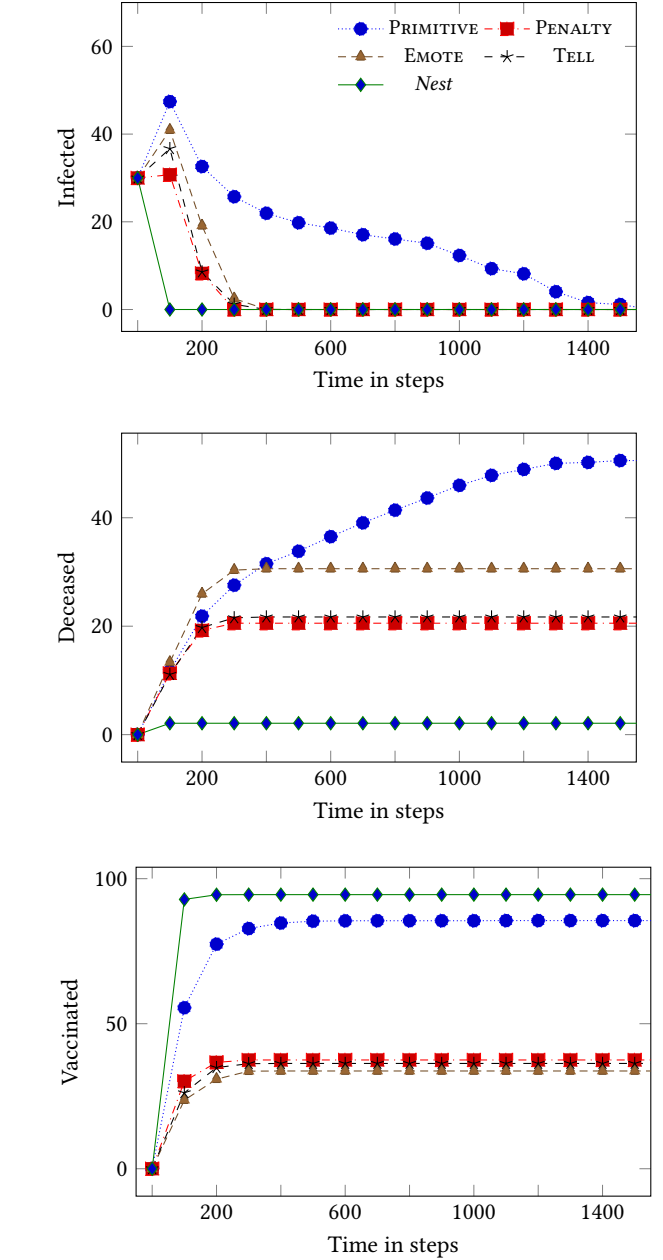 60
40
20
0
Infected
PRIMITIVE PENALTY
EMOTE TELL
Nest
200 600 1000 1400
Time in steps
40
20
0
Deceased
200 600 1000 1400
Time in steps
100
50
0
Vaccinated
200 600 1000 1400
Time in steps